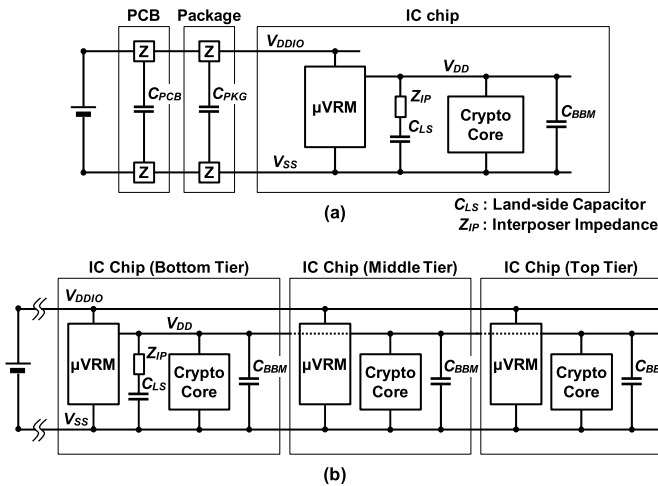 PCB
Package
IC chip
Z
Z
V_DDIO
V_DD
C_PCB
C_PKG
µVRM
Z_IP
C_LS
Crypto
Core
C_BBM
Z
Z
V_SS
(a)
C_LS : Land-side Capacitor
Z_IP : Interposer Impedance
IC Chip (Bottom Tier)
IC Chip (Middle Tier)
IC Chip (Top Tier)
V_DDIO
V_DD
µVRM
Z_IP
C_LS
Crypto
Core
C_BBM
µVRM
Crypto
Core
C_BBM
µVRM
Crypto
Core
C_BB
V_SS
(b)